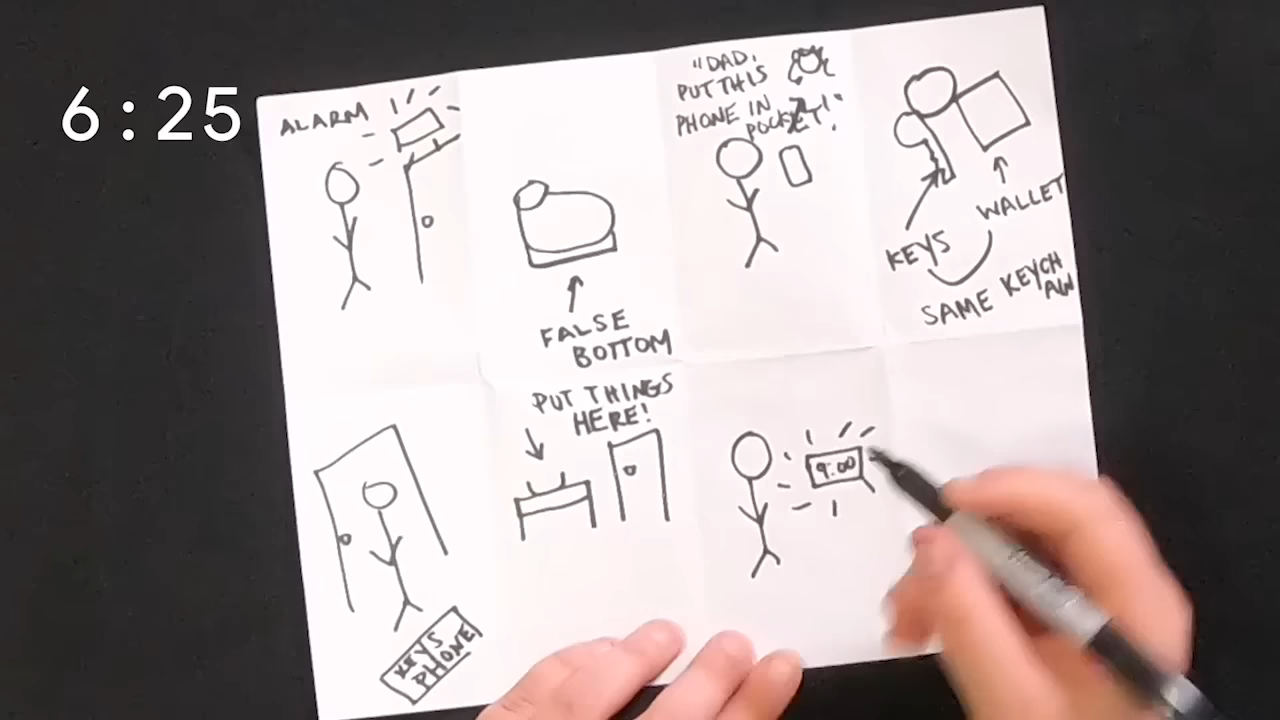 6:25
ALARM
FALSE
BOTTOM
"DAD,
PUT THIS
PHONE IN
POCKET!"
KEYS
WALLET
SAME KEYCH
AIN
KEYS
PHONE
PUT THINGS
HERE!
9:00